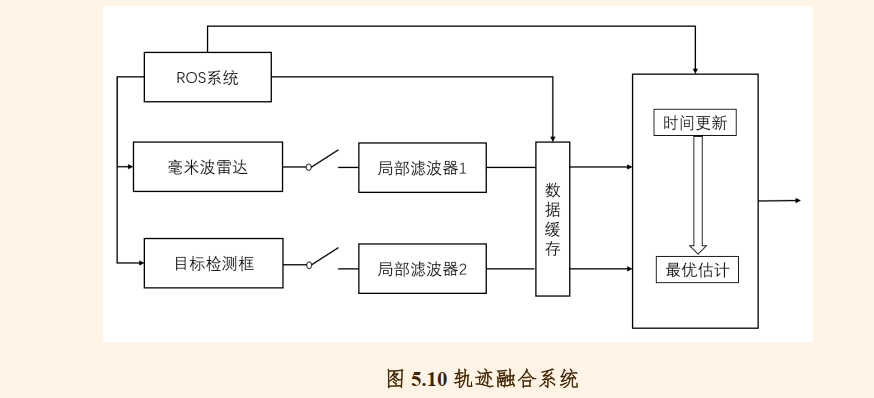 ROS系统
时间更新
毫米波雷达
局部滤波器1
数据缓存
目标检测框
局部滤波器2
最优估计
图 5.10 轨迹融合系统